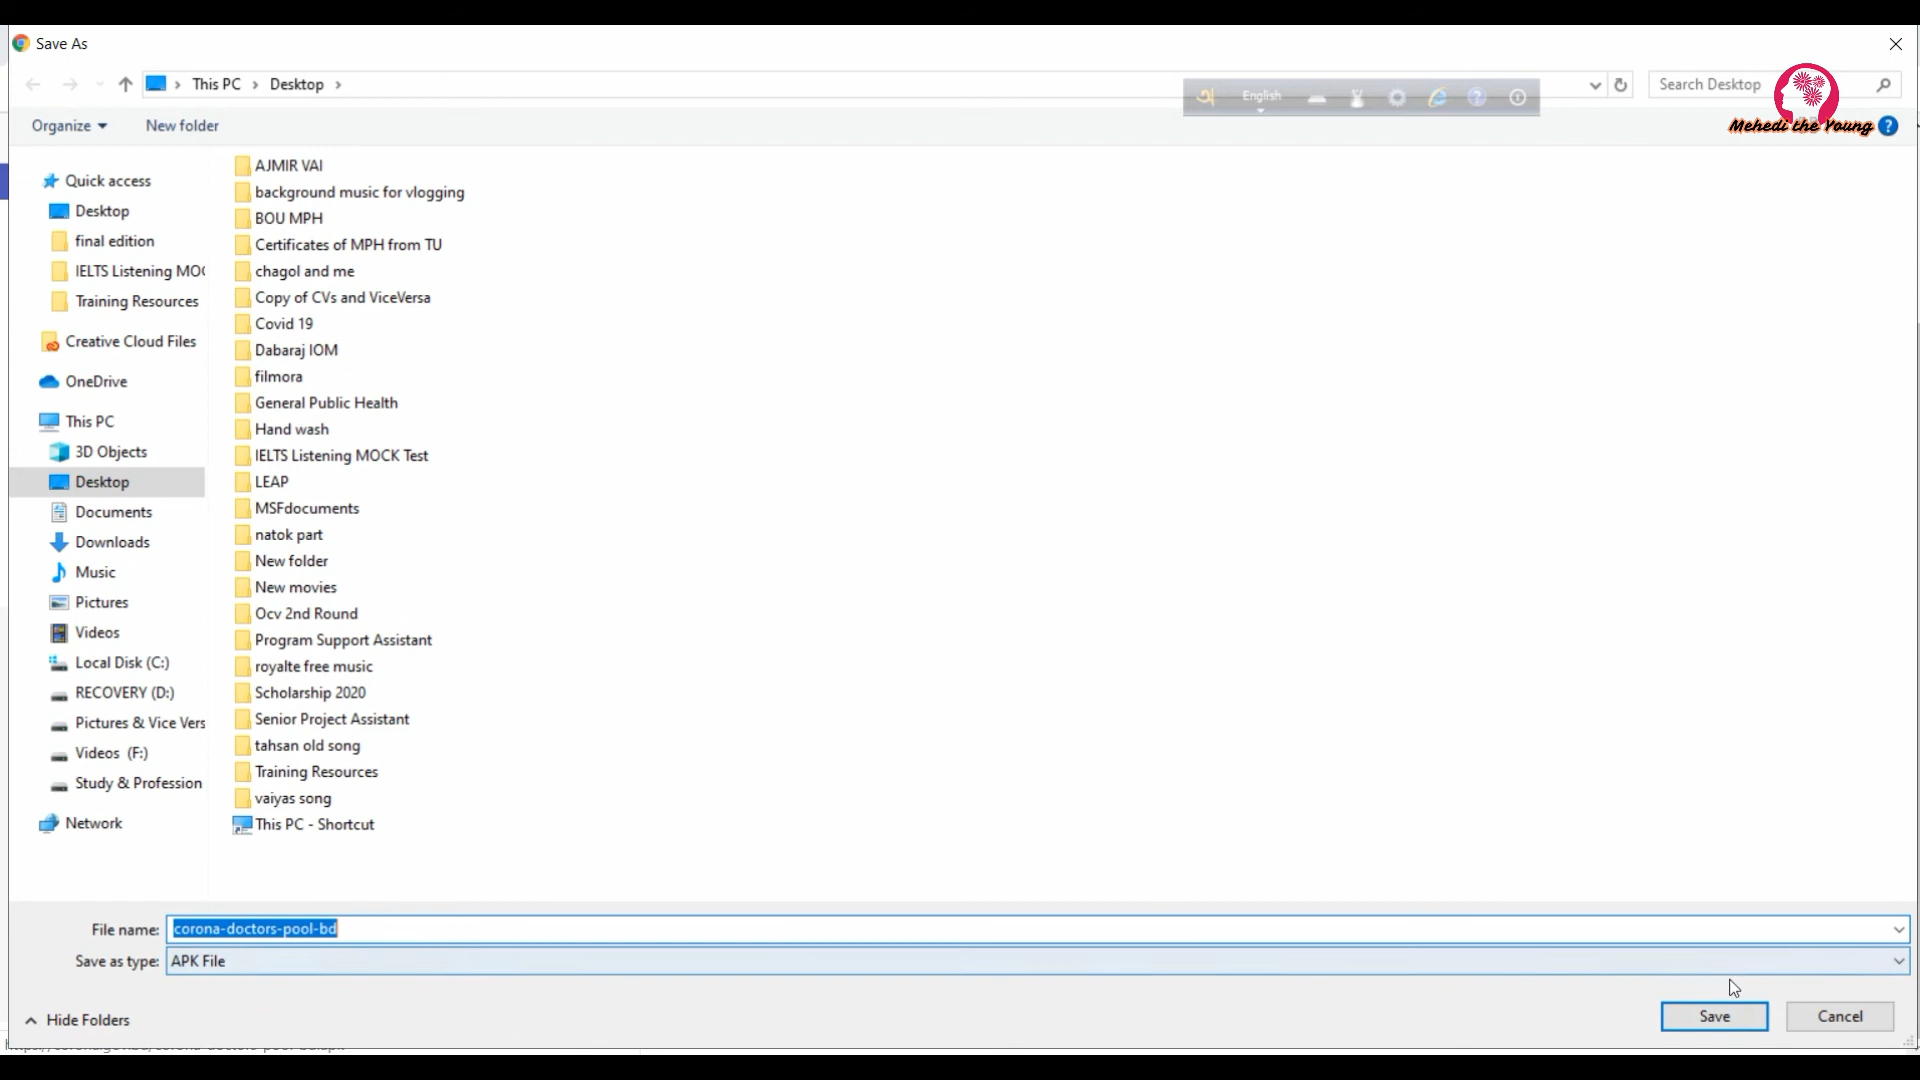 Save As
This PC
Desktop
English
Search Desktop
Mehedi the Young
Organize
New folder
Quick access
Desktop
final edition
IELTS Listening MO
Training Resources
Creative Cloud Files
OneDrive
This PC
3D Objects
Desktop
Documents
Downloads
Music
Pictures
Videos
Local Disk (C:)
RECOVERY (D:)
Pictures & Vice Vers
Videos (F:)
Study & Profession
Network
AJMIR VAI
background music for vlogging
BOU MPH
Certificates of MPH from TU
chagol and me
Copy of CVs and ViceVersa
Covid 19
Dabaraj IOM
filmora
General Public Health
Hand wash
IELTS Listening MOCK Test
LEAP
MSFdocuments
natok part
New folder
New movies
Ocv 2nd Round
Program Support Assistant
royalte free music
Scholarship 2020
Senior Project Assistant
tahsan old song
Training Resources
vaiyas song
This PC - Shortcut
File name: corona-doctors-pool-bd
Save as type: APK File
Hide Folders
Save
Cancel